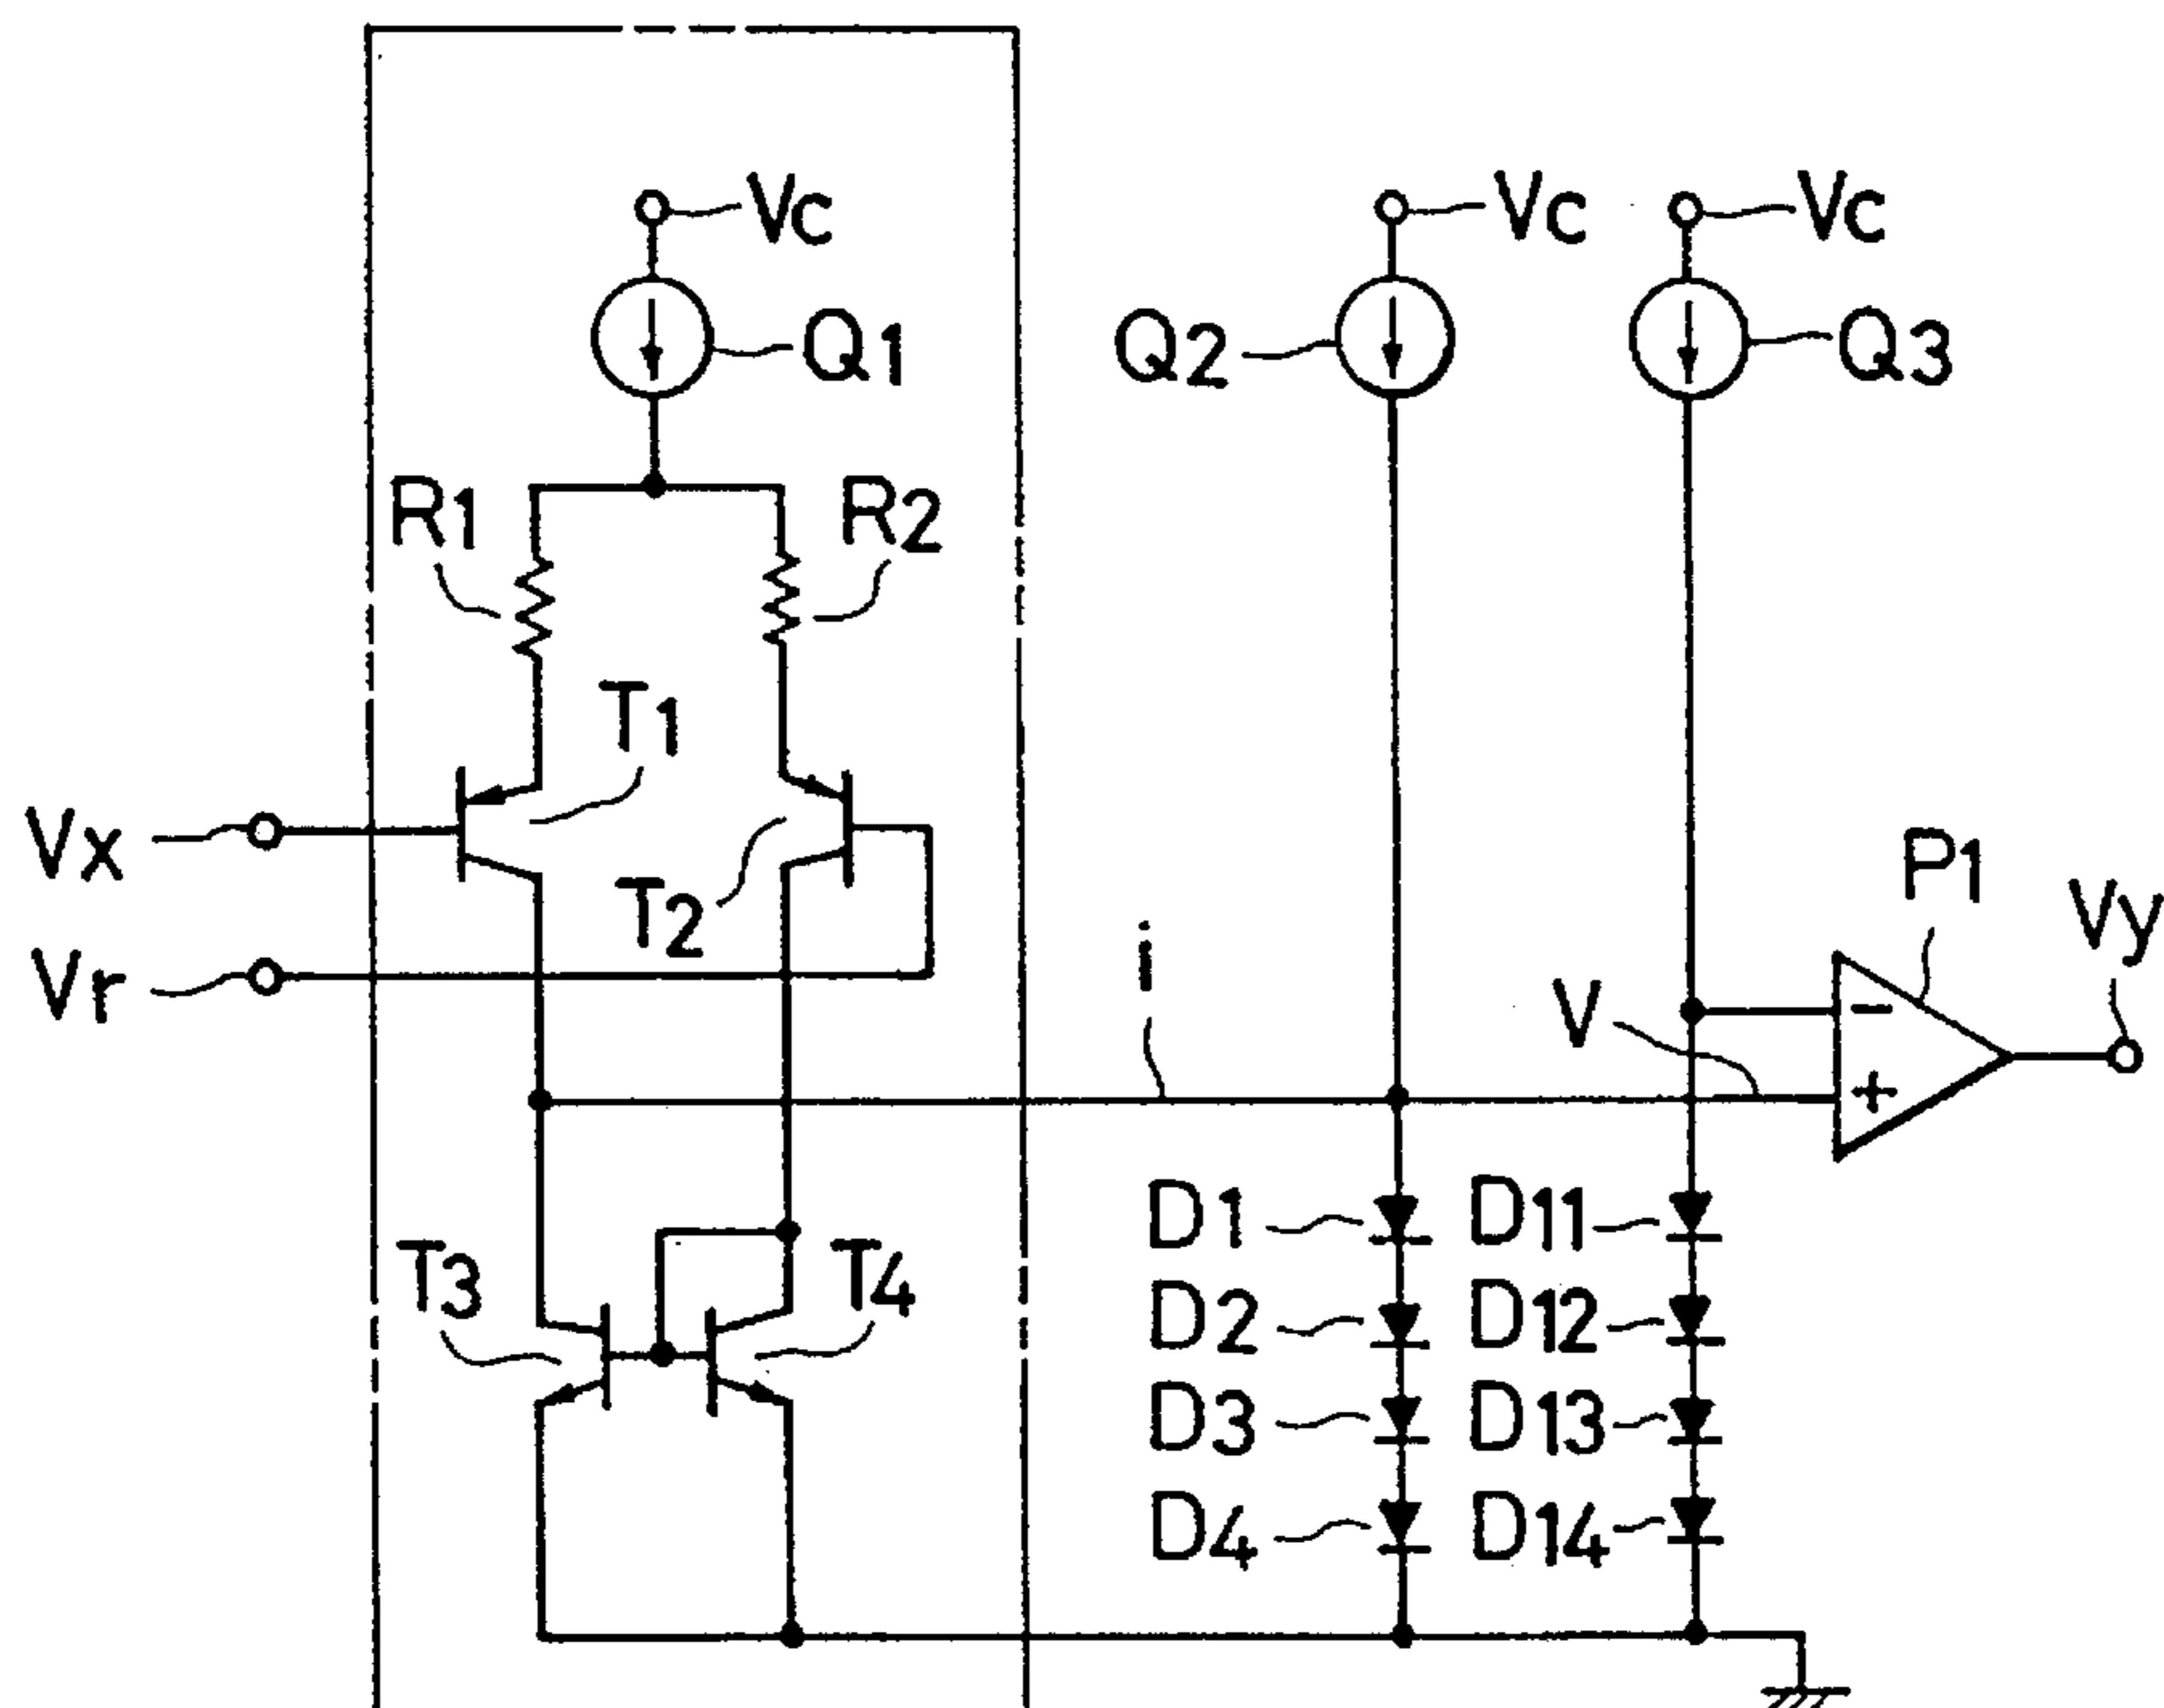 Vc
Vc
Vc
Q1
Q2
Q3
R1
R2
T1
Vx
T2
P1
Vy
Vr
i
V
-
+
D1
D11
T3
T4
D2
D12
D3
D13
D4
D14